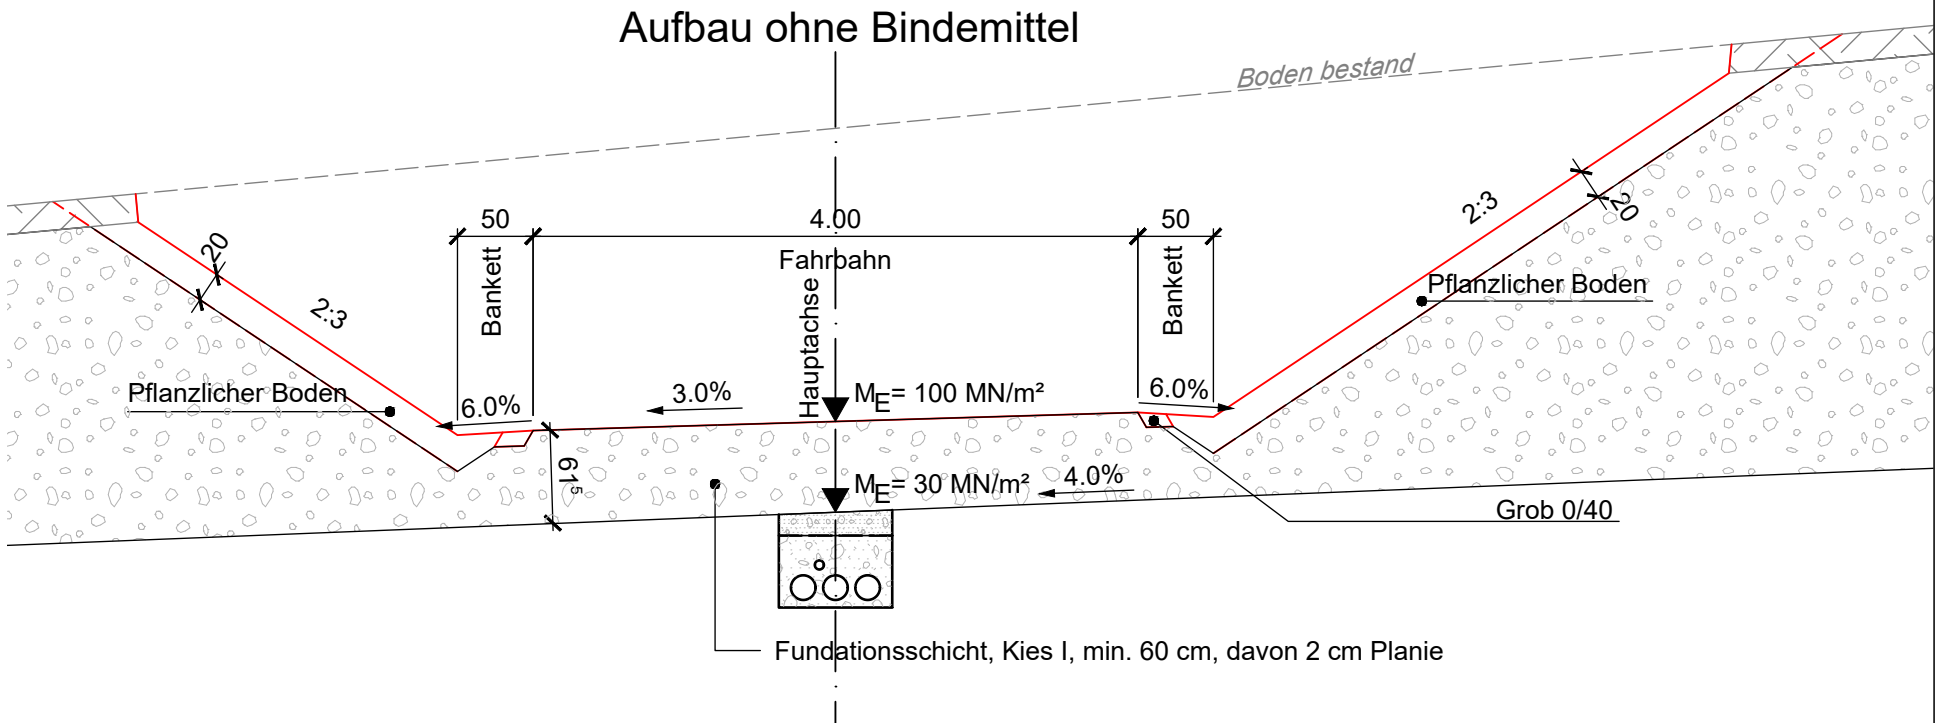 Aufbau ohne Bindemittel
Boden bestand
50
4.00
50
Bankett
Fahrbahn
Hauptachse
Bankett
20
2:3
2:3
20
Pflanzlicher Boden
Pflanzlicher Boden
6.0%
3.0%
ME= 100 MN/m²
6.0%
61⁵
ME= 30 MN/m²
4.0%
Grob 0/40
Fundationsschicht, Kies I, min. 60 cm, davon 2 cm Planie